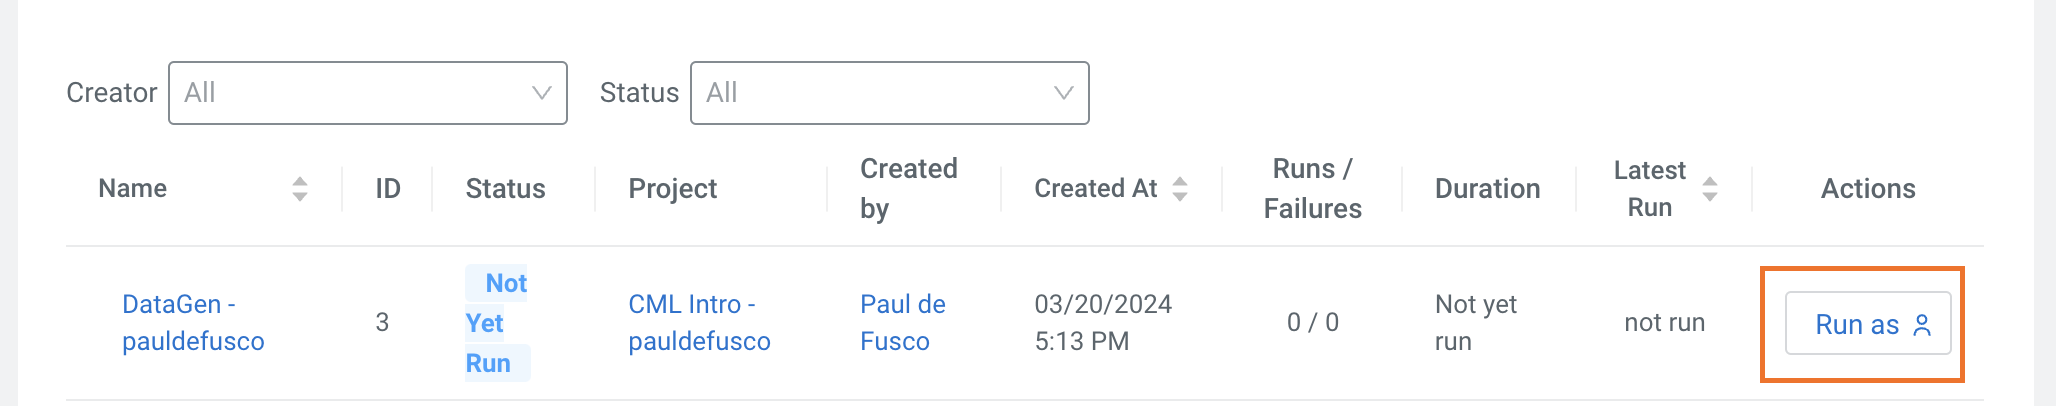 Creator All Status All
Name ID Status Project Created by Created At Runs / Failures Duration Latest Run Actions
DataGen - pauldefusco 3 Not Yet Run CML Intro - pauldefusco Paul de Fusco 03/20/2024 5:13 PM 0 / 0 Not yet run not run Run as